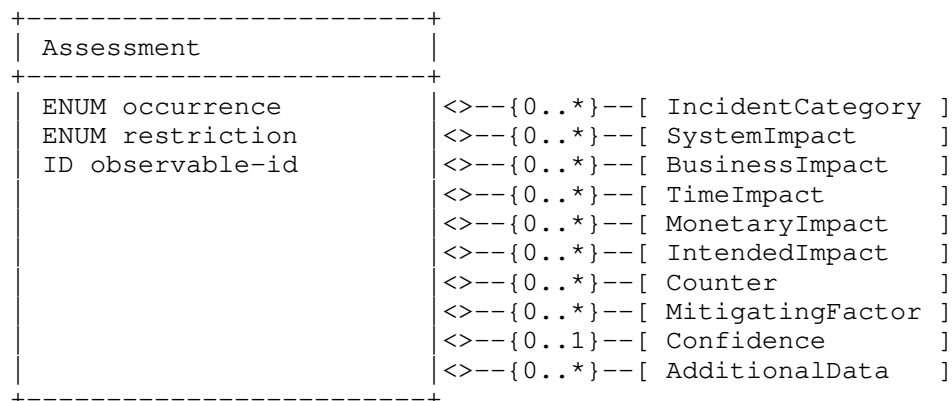 +-------------------------+
| Assessment              |
+-------------------------+
| ENUM occurrence         |<>--{0..*}--[ IncidentCategory ]
| ENUM restriction        |<>--{0..*}--[ SystemImpact     ]
| ID observable-id        |<>--{0..*}--[ BusinessImpact   ]
|                         |<>--{0..*}--[ TimeImpact       ]
|                         |<>--{0..*}--[ MonetaryImpact   ]
|                         |<>--{0..*}--[ IntendedImpact   ]
|                         |<>--{0..*}--[ Counter          ]
|                         |<>--{0..*}--[ MitigatingFactor ]
|                         |<>--{0..1}--[ Confidence       ]
|                         |<>--{0..*}--[ AdditionalData   ]
+-------------------------+